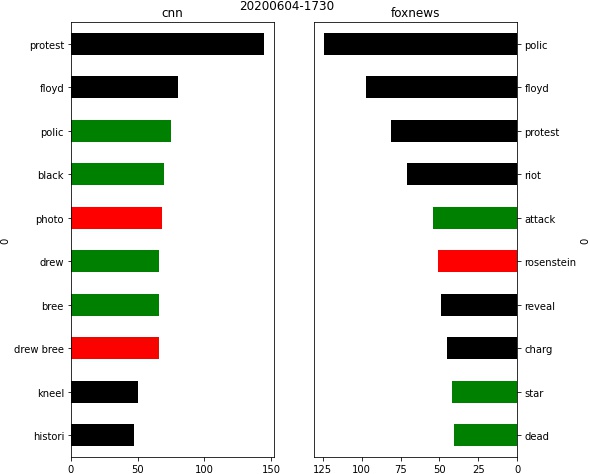 20200604-1730
cnn
foxnews
protest
floyd
polic
black
photo
drew
bree
drew bree
kneel
histori
0
0 50 100 150
polic
floyd
protest
riot
attack
rosenstein
reveal
charg
star
dead
0
125 100 75 50 25 0